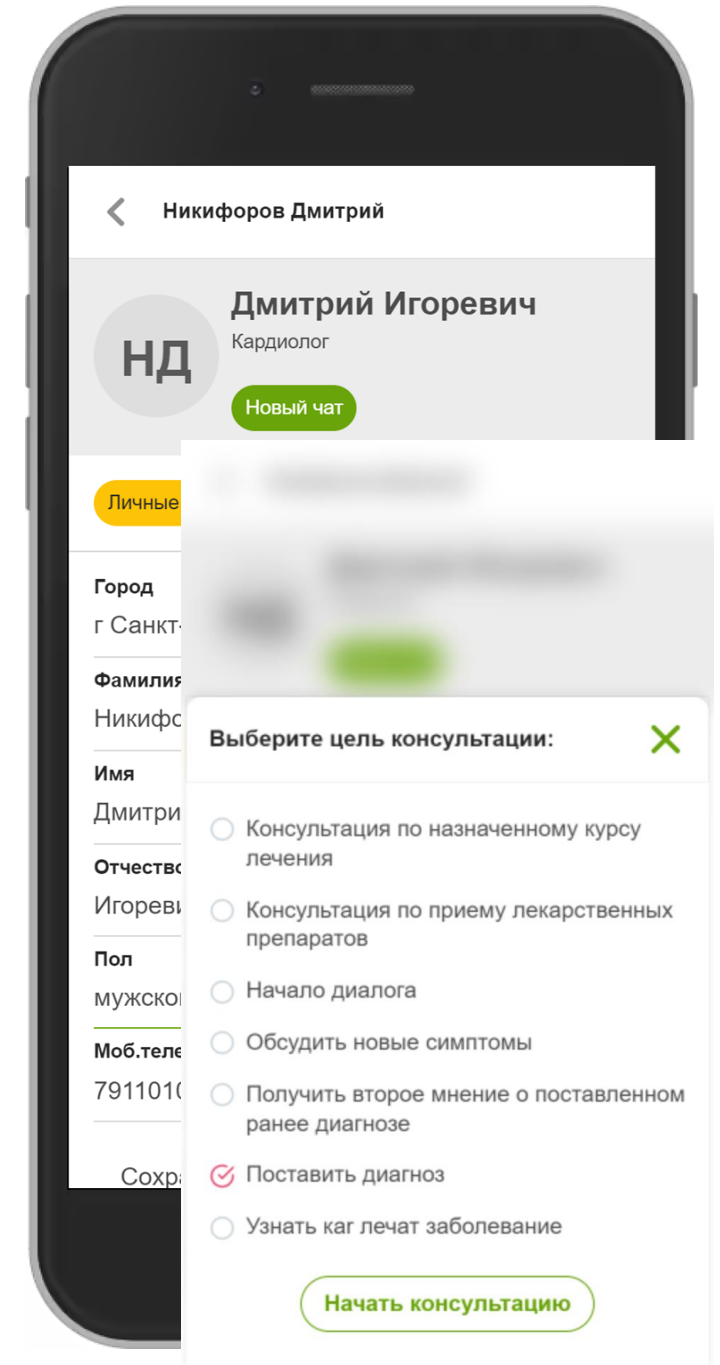 Никифоров Дмитрий
Дмитрий Игоревич
НД
Кардиолог
Новый чат
Личные
Город
г Санкт-
Фамилия
Никифо
Имя
Дмитри
Отчество
Игореви
Пол
мужско
Моб.теле
791101
Сохра
Выберите цель консультации:
Консультация по назначенному курсу
лечения
Консультация по приему лекарственных
препаратов
Начало диалога
Обсудить новые симптомы
Получить второе мнение о поставленном
ранее диагнозе
Поставить диагноз
Узнать каг лечат заболевание
Начать консультацию